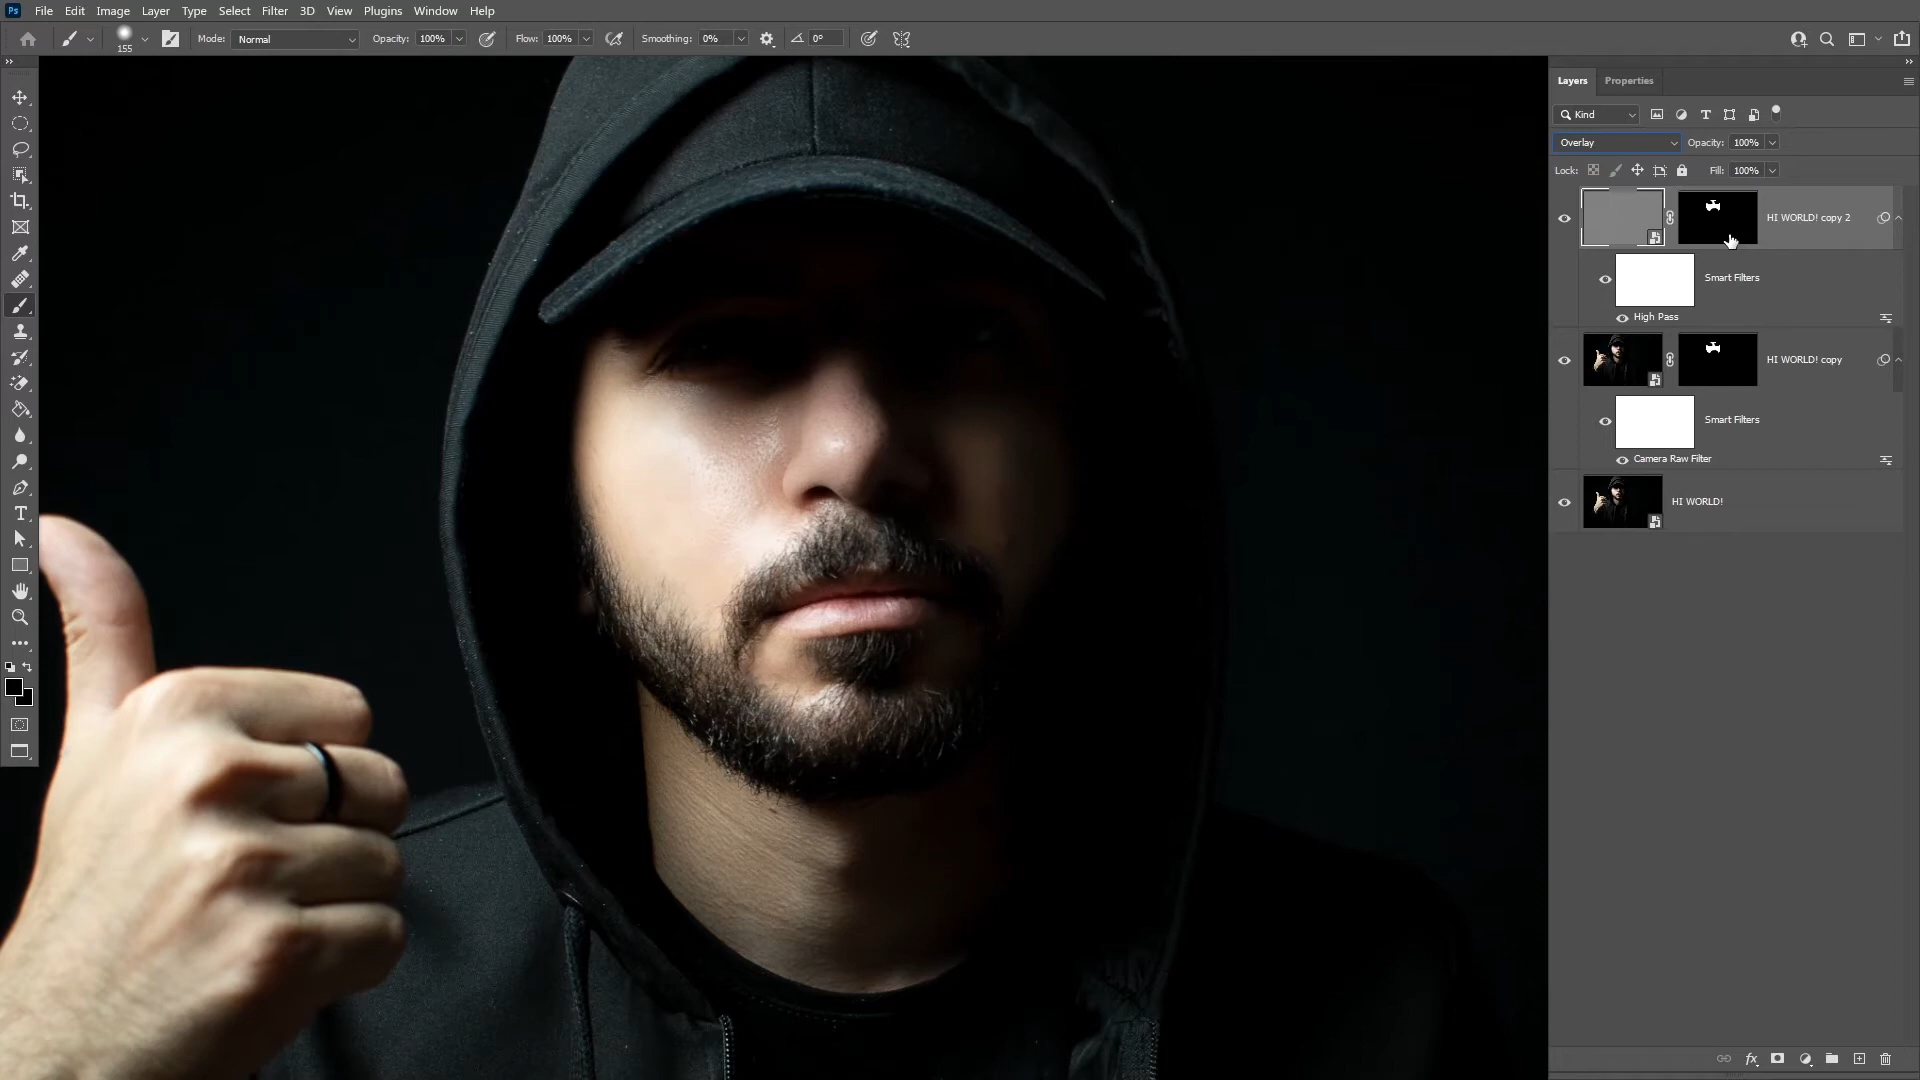 Ps File Edit Image Layer Type Select Filter 3D View Plugins Window Help
155 Mode: Normal Opacity: 100% Flow: 100% Smoothing: 0% 0°
Layers Properties
Kind
Overlay Opacity: 100%
Lock: Fill: 100%
HI WORLD! copy 2
Smart Filters
High Pass
HI WORLD! copy
Smart Filters
Camera Raw Filter
HI WORLD!
fx